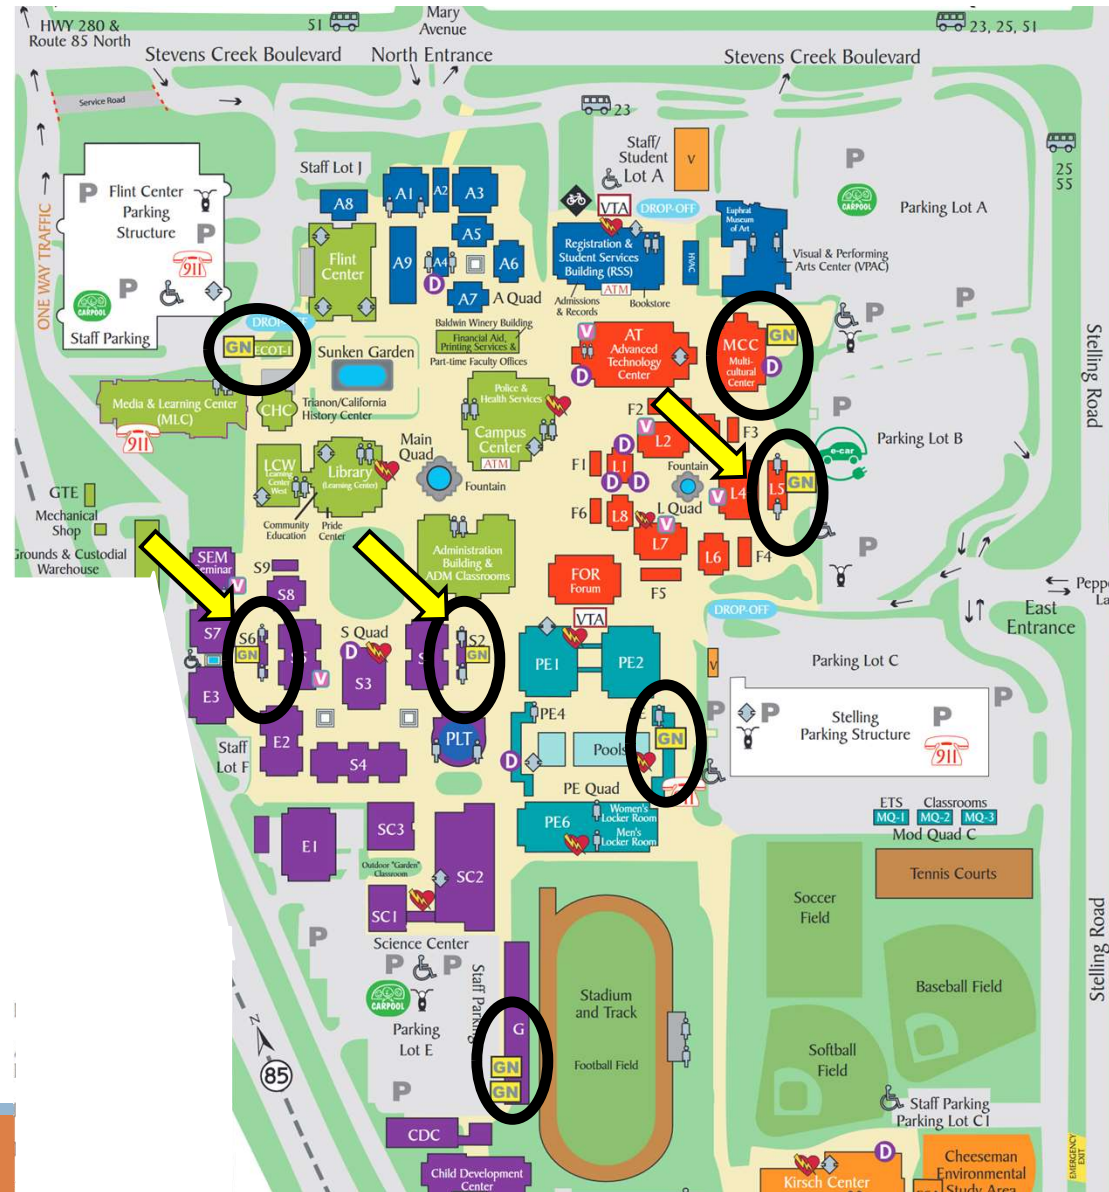 HWY 280 &
Route 85 North
51
Mary
Avenue
23, 25, 51
Stevens Creek Boulevard
North Entrance
Stevens Creek Boulevard
Service Road
23
ONE WAY TRAFFIC
Staff/
Student
Lot A
V
25
55
P
Flint Center
Parking
Structure
P
911
P
CARPOOL
Staff Parking
Staff Lot J
A1
A2
A3
A8
A5
A9
A4
A6
D
A7
A Quad
Flint
Center
VTA
DROP-OFF
Registration &
Student Services
Building (RSS)
ATM
HVAC
Admissions
& Records
Bookstore
Euphrat
Museum
of Art
Visual & Performing
Arts Center (VPAC)
P
CARPOOL
Parking Lot A
P
P
Stelling Road
DROP-OFF
GN
ECOT-1
Sunken Garden
Baldwin Winery Building
Financial Aid,
Printing Services &
Part-time Faculty Offices
V
AT
Advanced
Technology
Center
D
MCC
Multi-
cultural
Center
GN
D
Media & Learning Center
(MLC)
911
CHC
Trianon/California
History Center
Police &
Health Services
Campus
Center
ATM
F2
F3
V
L2
D
F1
L1
D
D
Fountain
L4
V
L5
GN
P
e-car
Parking Lot B
P
LCW
Learning
Center
West
Library
(Learning Center)
Main
Quad
Fountain
Community
Education
Pride
Center
F6
L8
L Quad
V
L7
L6
F4
F5
GTE
Mechanical
Shop
Grounds & Custodial
Warehouse
Administration
Building &
ADM Classrooms
FOR
Forum
VTA
DROP-OFF
East
Entrance
SEM
V
S9
S8
S7
S6
GN
V
S Quad
D
S3
S2
GN
E3
E2
Staff
Lot F
S4
PLT
PE1
PE2
PE4
D
Pools
GN
PE Quad
PE6
Women's
Locker Room
Men's
Locker Room
V
Parking Lot C
P
P
Stelling
Parking Structure
P
P
911
ETS
Classrooms
MQ-1
MQ-2
MQ-3
Mod Quad C
E1
SC3
Outdoor "Garden"
Classroom
SC2
SC1
Science Center
P
P
P
CARPOOL
Parking
Lot E
P
Staff Parking
G
GN
GN
N
85
Stadium
and Track
Football Field
Soccer
Field
Tennis Courts
Baseball Field
Softball
Field
Stelling Road
Staff Parking
Parking Lot C1
CDC
Child Development
Center
Kirsch Center
D
Cheeseman
Environmental
Study Area
EMERGENCY
EXIT